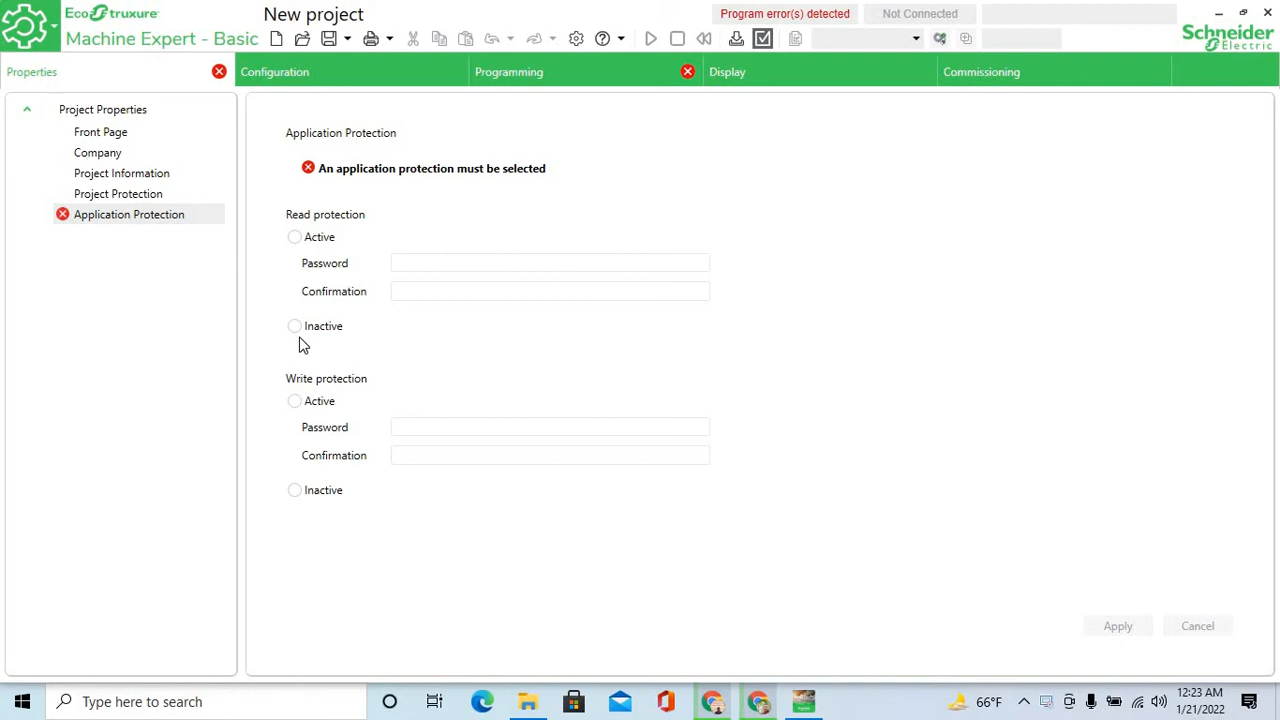 EcoStruxure
New project
Program error(s) detected
Not Connected
Machine Expert - Basic
Schneider
Electric
Properties
Configuration
Programming
Display
Commissioning
Project Properties
Front Page
Company
Project Information
Project Protection
Application Protection
Application Protection
An application protection must be selected
Read protection
Active
Password
Confirmation
Inactive
Write protection
Active
Password
Confirmation
Inactive
Apply
Cancel
Type here to search
66°F
12:23 AM
1/21/2022